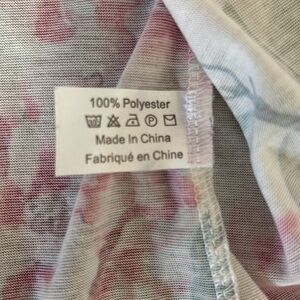 100% Polyester
Made In China
Fabriqué en Chine